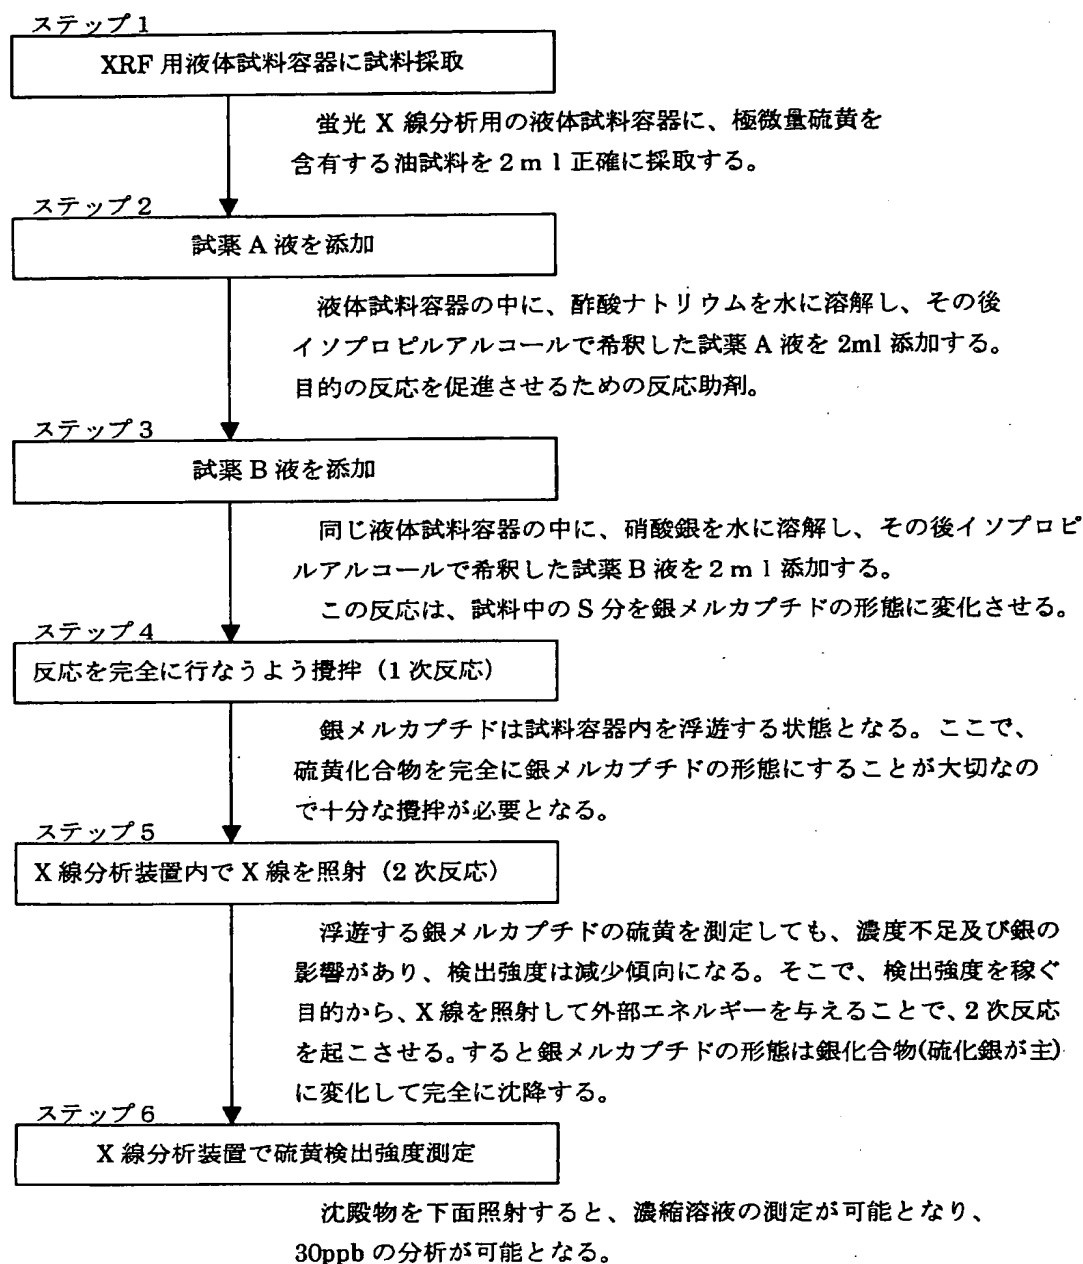 ステップ1
XRF 用液体試料容器に試料採取
蛍光 X 線分析用の液体試料容器に、極微量硫黄を
含有する油試料を2ml正確に採取する。
ステップ2
試薬 A 液を添加
液体試料容器の中に、酢酸ナトリウムを水に溶解し、その後
イソプロピルアルコールで希釈した試薬 A 液を 2ml 添加する。
目的の反応を促進させるための反応助剤。
ステップ3
試薬 B 液を添加
同じ液体試料容器の中に、硝酸銀を水に溶解し、その後イソプロピ
ルアルコールで希釈した試薬 B 液を2ml添加する。
この反応は、試料中の S 分を銀メルカプチドの形態に変化させる。
ステップ4
反応を完全に行なうよう攪拌（1 次反応）
銀メルカプチドは試料容器内を浮遊する状態となる。ここで、
硫黄化合物を完全に銀メルカプチドの形態にすることが大切なの
で十分な攪拌が必要となる。
ステップ5
X 線分析装置内で X 線を照射（2 次反応）
浮遊する銀メルカプチドの硫黄を測定しても、濃度不足及び銀の
影響があり、検出強度は減少傾向になる。そこで、検出強度を稼ぐ
目的から、X 線を照射して外部エネルギーを与えることで、2 次反応
を起こさせる。すると銀メルカプチドの形態は銀化合物(硫化銀が主)
に変化して完全に沈降する。
ステップ6
X 線分析装置で硫黄検出強度測定
沈殿物を下面照射すると、濃縮溶液の測定が可能となり、
30ppb の分析が可能となる。